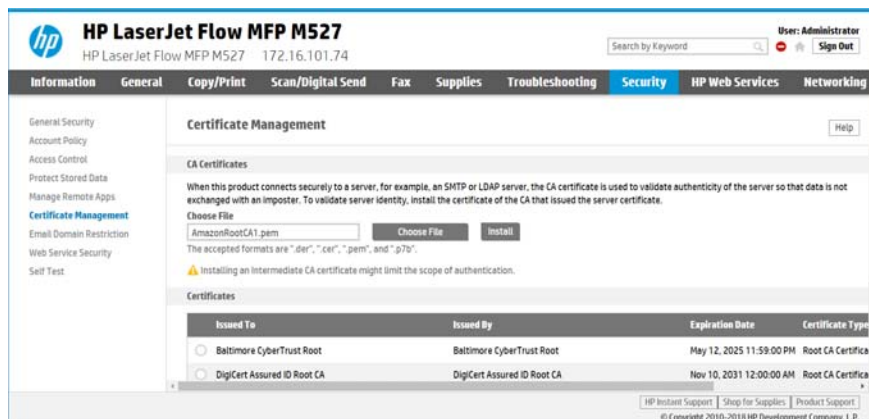 hp
HP LaserJet Flow MFP M527
HP LaserJet Flow MFP M527 172.16.101.74
User: Administrator
Search by Keyword
Sign Out
Information General Copy/Print Scan/Digital Send Fax Supplies Troubleshooting Security HP Web Services Networking
General Security
Account Policy
Access Control
Protect Stored Data
Manage Remote Apps
Certificate Management
Email Domain Restriction
Web Service Security
Self Test
Certificate Management
Help
CA Certificates
When this product connects securely to a server, for example, an SMTP or LDAP server, the CA certificate is used to validate authenticity of the server so that data is not
exchanged with an imposter. To validate server identity, install the certificate of the CA that issued the server certificate.
Choose File
AmazonRootCA1.pem Choose File Install
The accepted formats are ".der", ".cer", ".pem", and ".p7b".
Installing an Intermediate CA certificate might limit the scope of authentication.
Certificates
Issued To Issued By Expiration Date Certificate Type
Baltimore CyberTrust Root Baltimore CyberTrust Root May 12, 2025 11:59:00 PM Root CA Certifica
DigiCert Assured ID Root CA DigiCert Assured ID Root CA Nov 10, 2031 12:00:00 AM Root CA Certifica
HP Instant Support Shop for Supplies Product Support
© Copyright 2010-2018 HP Development Company, L.P.